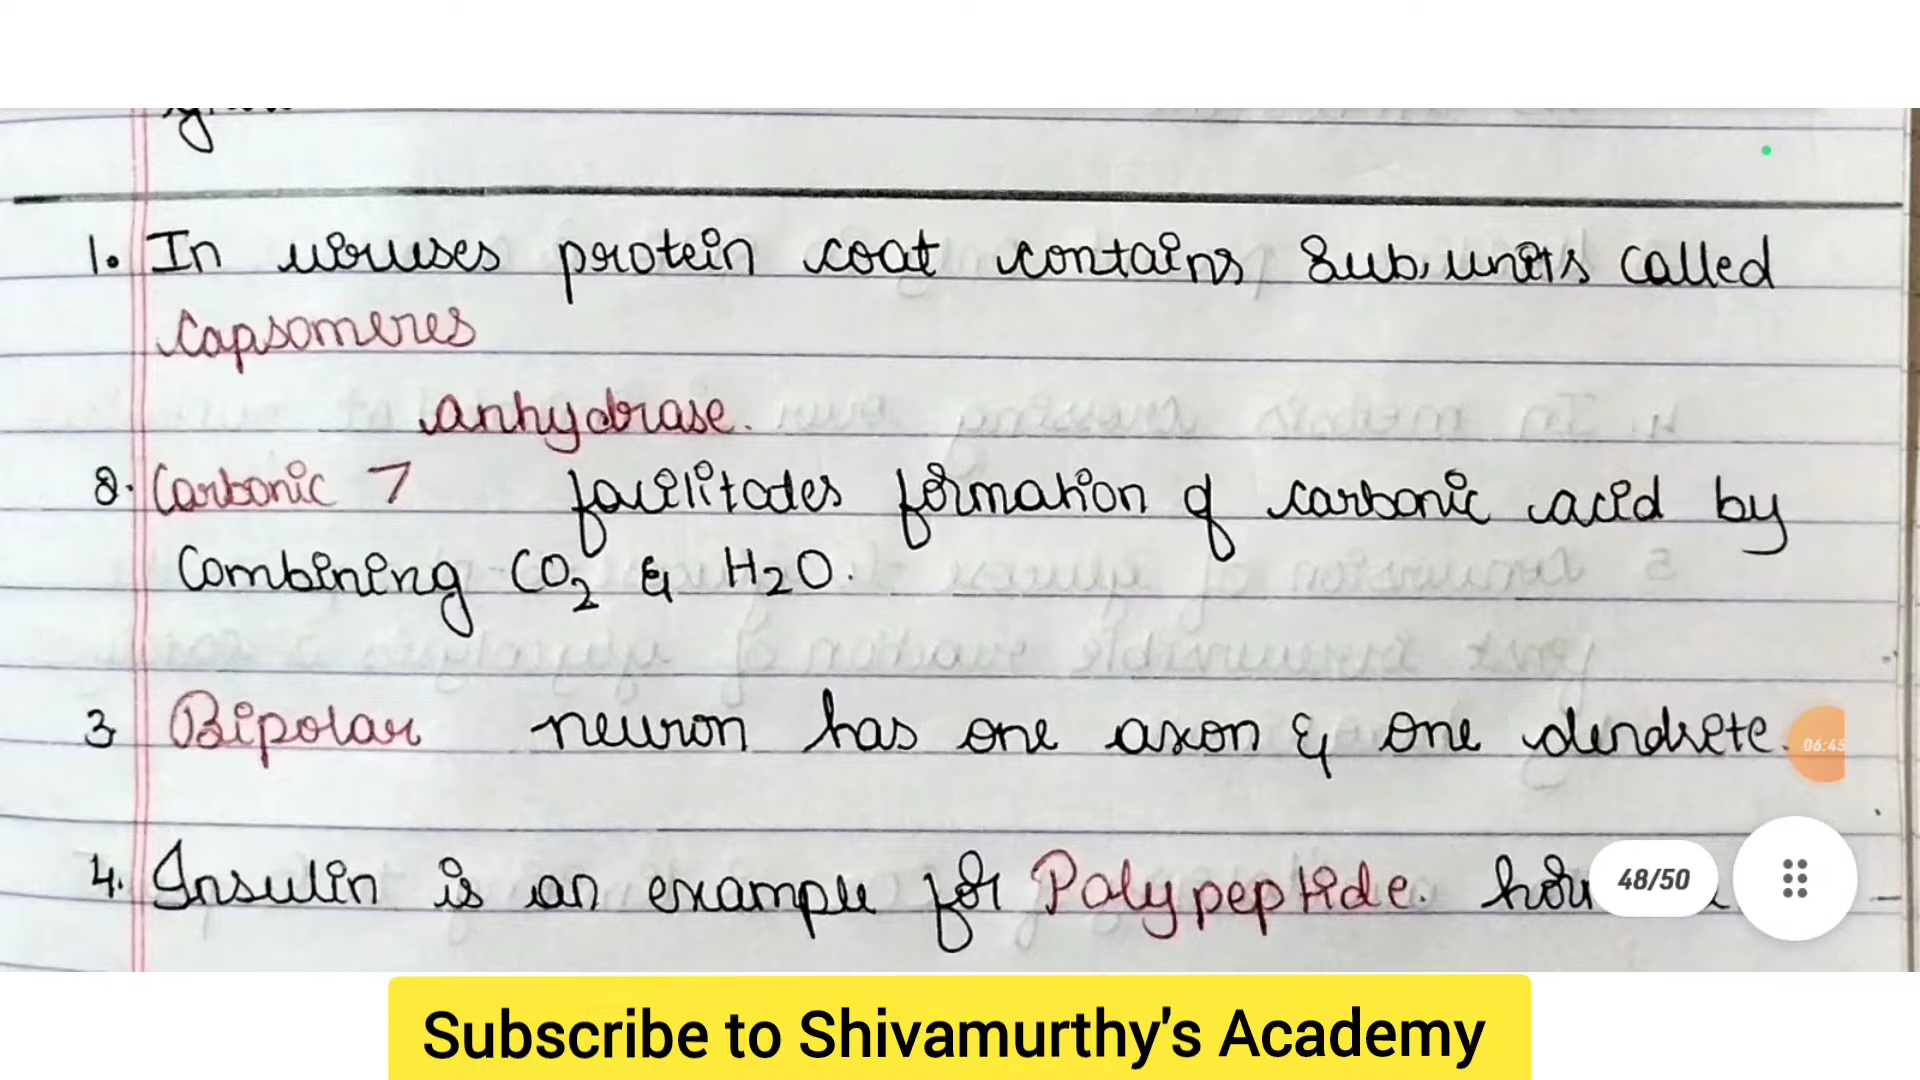 1. In viruses protein coat contains subunits called
capsomeres
anhydrase.
2. Carbonic > facilitates formation of carbonic acid by
Combining CO2 & H2O.
3 Bipolar neuron has one axon & one dendrite.
06:45
4. Insulin is an example for Polypeptide.
48/50
Subscribe to Shivamurthy's Academy